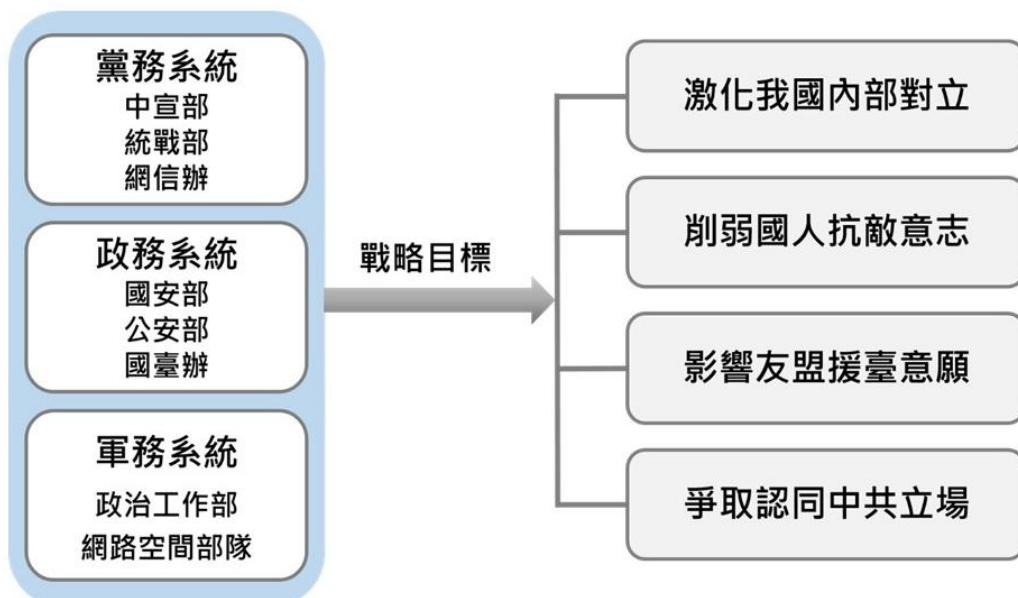 黨務系統
中宣部
統戰部
網信辦
政務系統
國安部
公安部
國臺辦
軍務系統
政治工作部
網路空間部隊
戰略目標
激化我國內部對立
削弱國人抗敵意志
影響友盟援臺意願
爭取認同中共立場